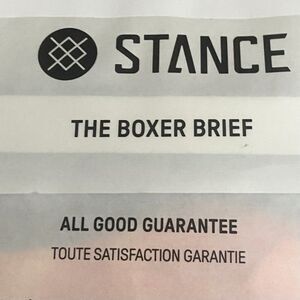 STANCE
THE BOXER BRIEF
ALL GOOD GUARANTEE
TOUTE SATISFACTION GARANTIE